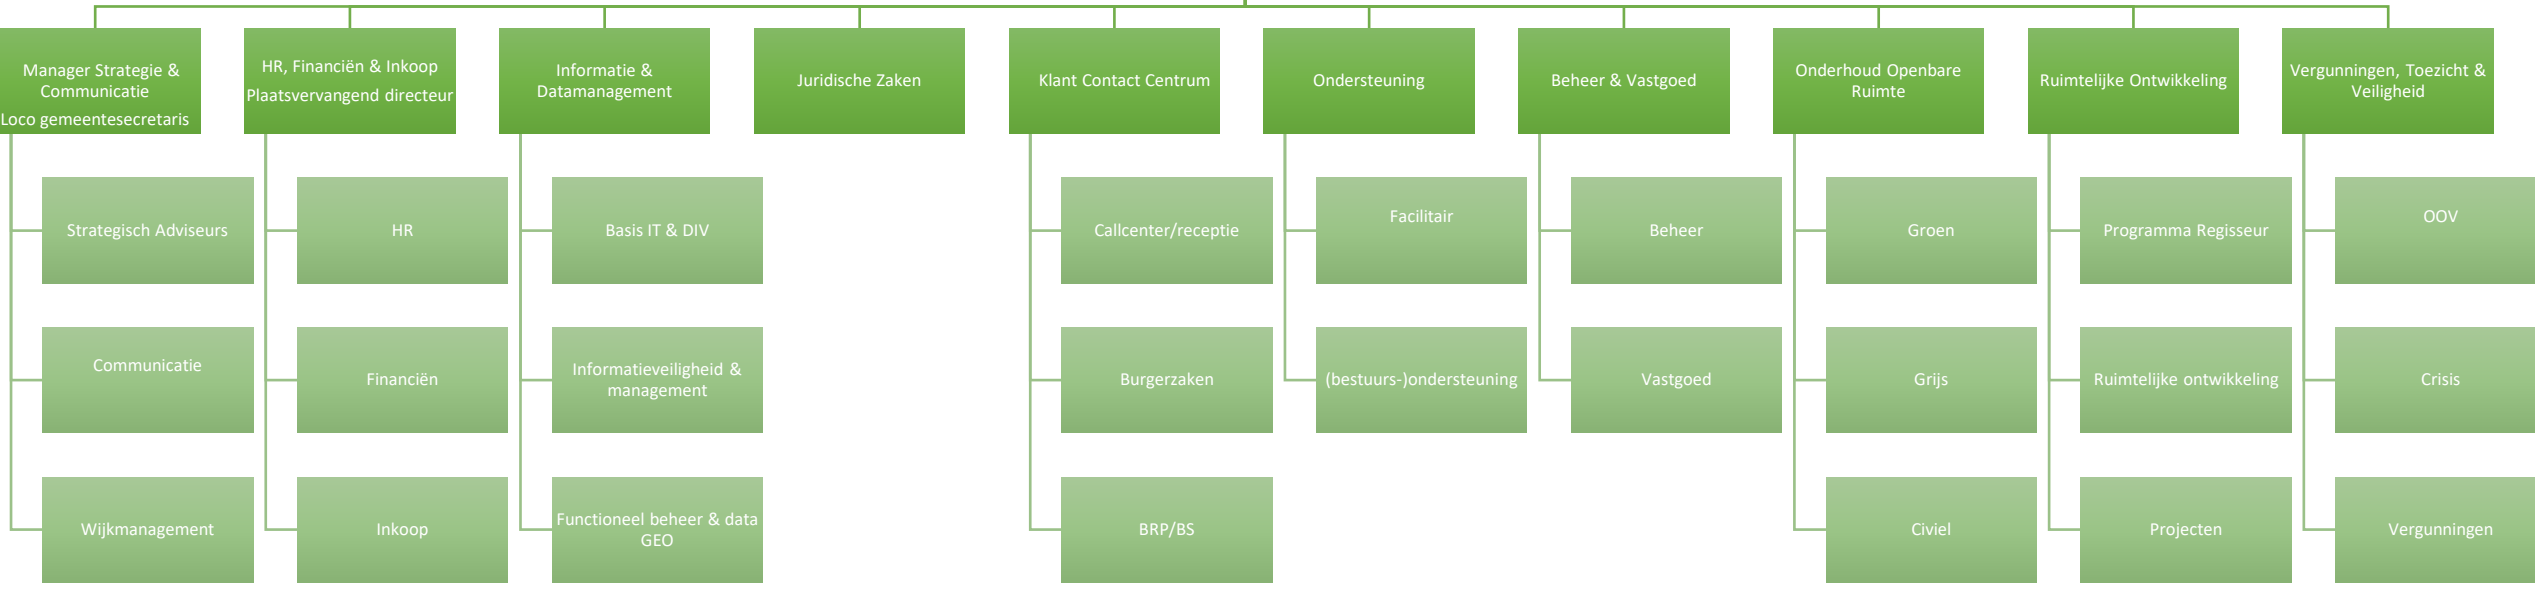 Manager Strategie &
Communicatie
Loco gemeentesecretaris
HR, Financiën & Inkoop
Plaatsvervangend directeur
Informatie &
Datamanagement
Juridische Zaken
Klant Contact Centrum
Ondersteuning
Beheer & Vastgoed
Onderhoud Openbare
Ruimte
Ruimtelijke Ontwikkeling
Vergunningen, Toezicht &
Veiligheid
Strategisch Adviseurs
HR
Basis IT & DIV
Callcenter/receptie
Facilitair
Beheer
Groen
Programma Regisseur
OOV
Communicatie
Financiën
Informatieveiligheid &
management
Burgerzaken
(bestuurs-)ondersteuning
Vastgoed
Grijs
Ruimtelijke ontwikkeling
Crisis
Wijkmanagement
Inkoop
Functioneel beheer & data
GEO
BRP/BS
Civiel
Projecten
Vergunningen